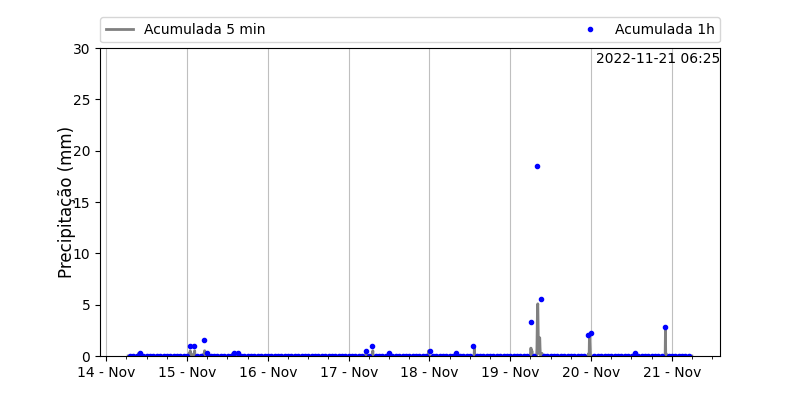 Acumulada 5 min Acumulada 1h
2022-11-21 06:25
Precipitação (mm)
30
25
20
15
10
5
0
14 - Nov 15 - Nov 16 - Nov 17 - Nov 18 - Nov 19 - Nov 20 - Nov 21 - Nov